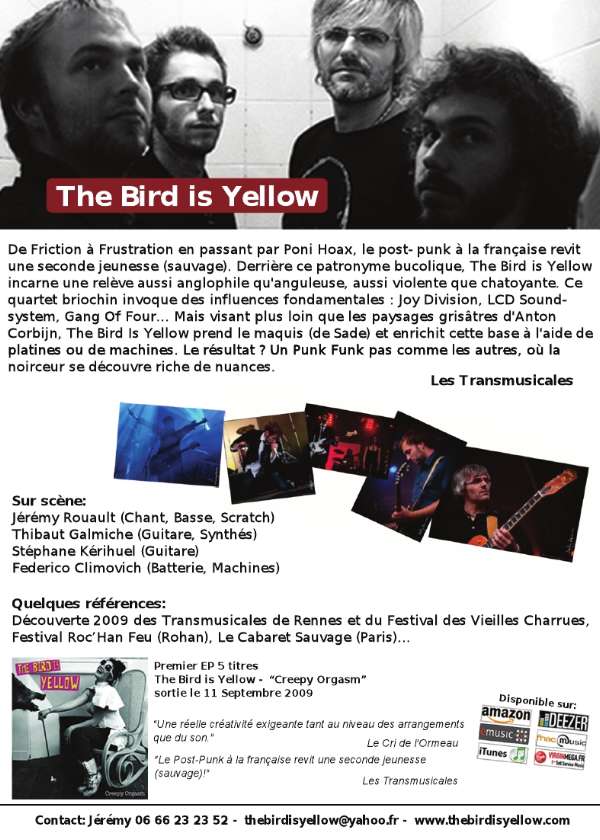 The Bird is Yellow
De Friction à Frustration en passant par Poni Hoax, le post- punk à la française revit
une seconde jeunesse (sauvage). Derrière ce patronyme bucolique, The Bird is Yellow
incarne une relève aussi anglophile qu'anguleuse, aussi violente que chatoyante. Ce
quartet briochin invoque des influences fondamentales : Joy Division, LCD Sound-
system, Gang Of Four... Mais visant plus loin que les paysages grisâtres d'Anton
Corbijn, The Bird Is Yellow prend le maquis (de Sade) et enrichit cette base à l'aide de
platines ou de machines. Le résultat ? Un Punk Funk pas comme les autres, où la
noirceur se découvre riche de nuances.
Les Transmusicales
Sur scène:
Jérémy Rouault (Chant, Basse, Scratch)
Thibaut Galmiche (Guitare, Synthés)
Stéphane Kérihuel (Guitare)
Federico Climovich (Batterie, Machines)
Quelques références:
Découverte 2009 des Transmusicales de Rennes et du Festival des Vieilles Charrues,
Festival Roc'Han Feu (Rohan), Le Cabaret Sauvage (Paris)...
THE BIRD IS
YELLOW
Creepy Orgasm
Premier EP 5 titres
The Bird is Yellow - "Creepy Orgasm"
sortie le 11 Septembre 2009
"Une réelle créativité exigeante tant au niveau des arrangements
que du son."
Le Cri de l'Ormeau
"Le Post-Punk à la française revit une seconde jeunesse
(sauvage)!"
Les Transmusicales
Disponible sur:
amazon
DEEZER
emusic
fnac music
iTunes
VIRGINMEGA.FR
Contact: Jérémy 06 66 23 23 52 - thebirdisyellow@yahoo.fr - www.thebirdisyellow.com